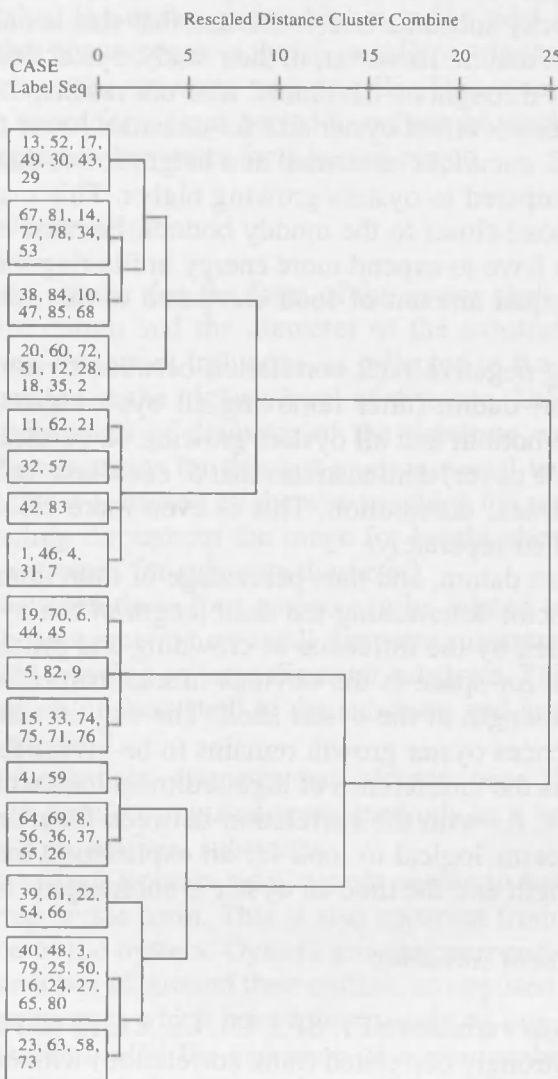 Rescaled Distance Cluster Combine
CASE
5 10 15 20 25
Label Seq
13, 52, 17,
49, 30, 43,
29
67, 81, 14,
77, 78, 34,
53
38, 84, 10,
47, 85, 68
20, 60, 72,
51, 12, 28,
18, 35, 2
11, 62, 21
32, 57
42, 83
1, 46, 4,
31, 7
19, 70, 6,
44, 45
5, 82, 9
15, 33, 74,
75, 71, 76
41, 59
64, 69, 8,
56, 36, 37,
55, 26
39, 61, 22,
54, 66
40, 48, 3,
79, 25, 50,
16, 24, 27,
65, 80
23, 63, 58,
73